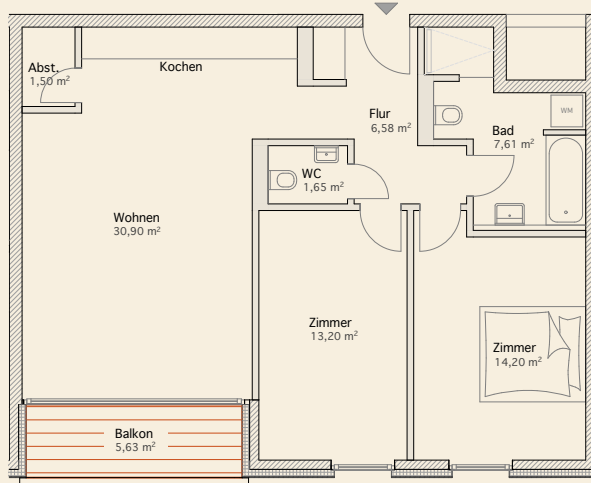 Abst.
1,50 m²
Kochen
Flur
6,58 m²
WM
Bad
7,61 m²
WC
1,65 m²
Wohnen
30,90 m²
Zimmer
13,20 m²
Zimmer
14,20 m²
Balkon
5,63 m²